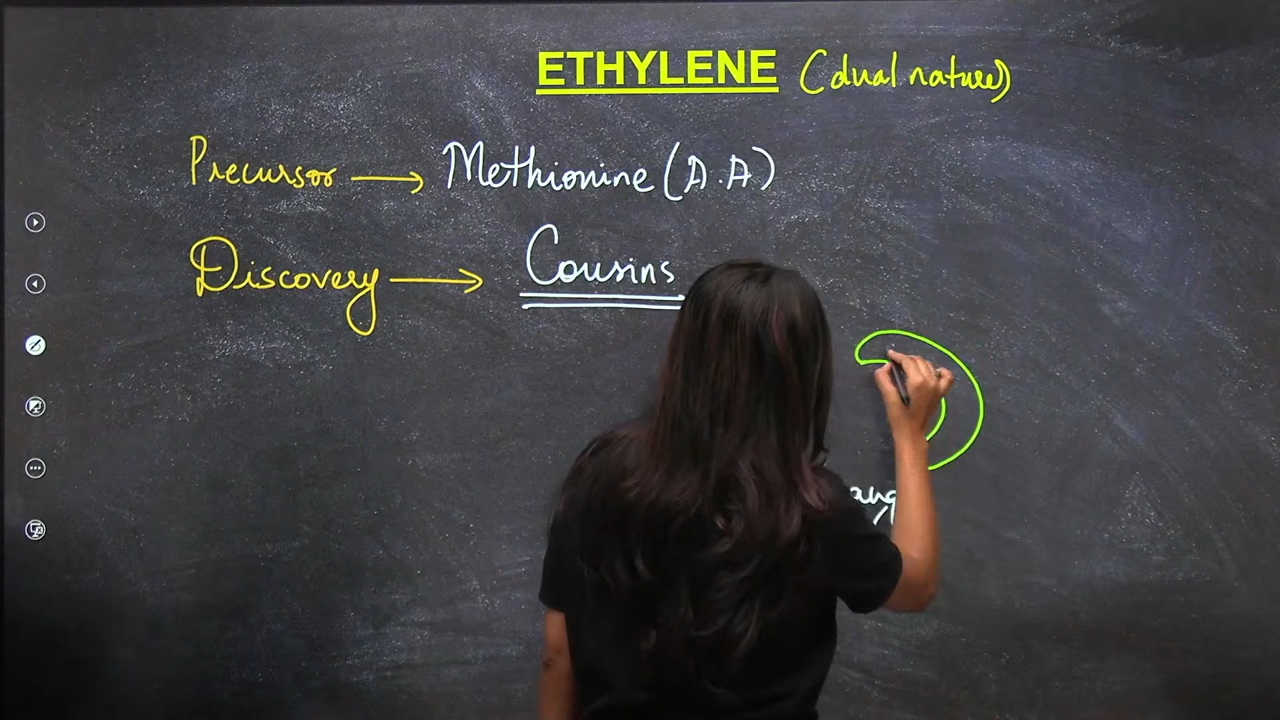 ETHYLENE (dual nature)
Precursor → Methionine (A.A)
Discovery → Cousins